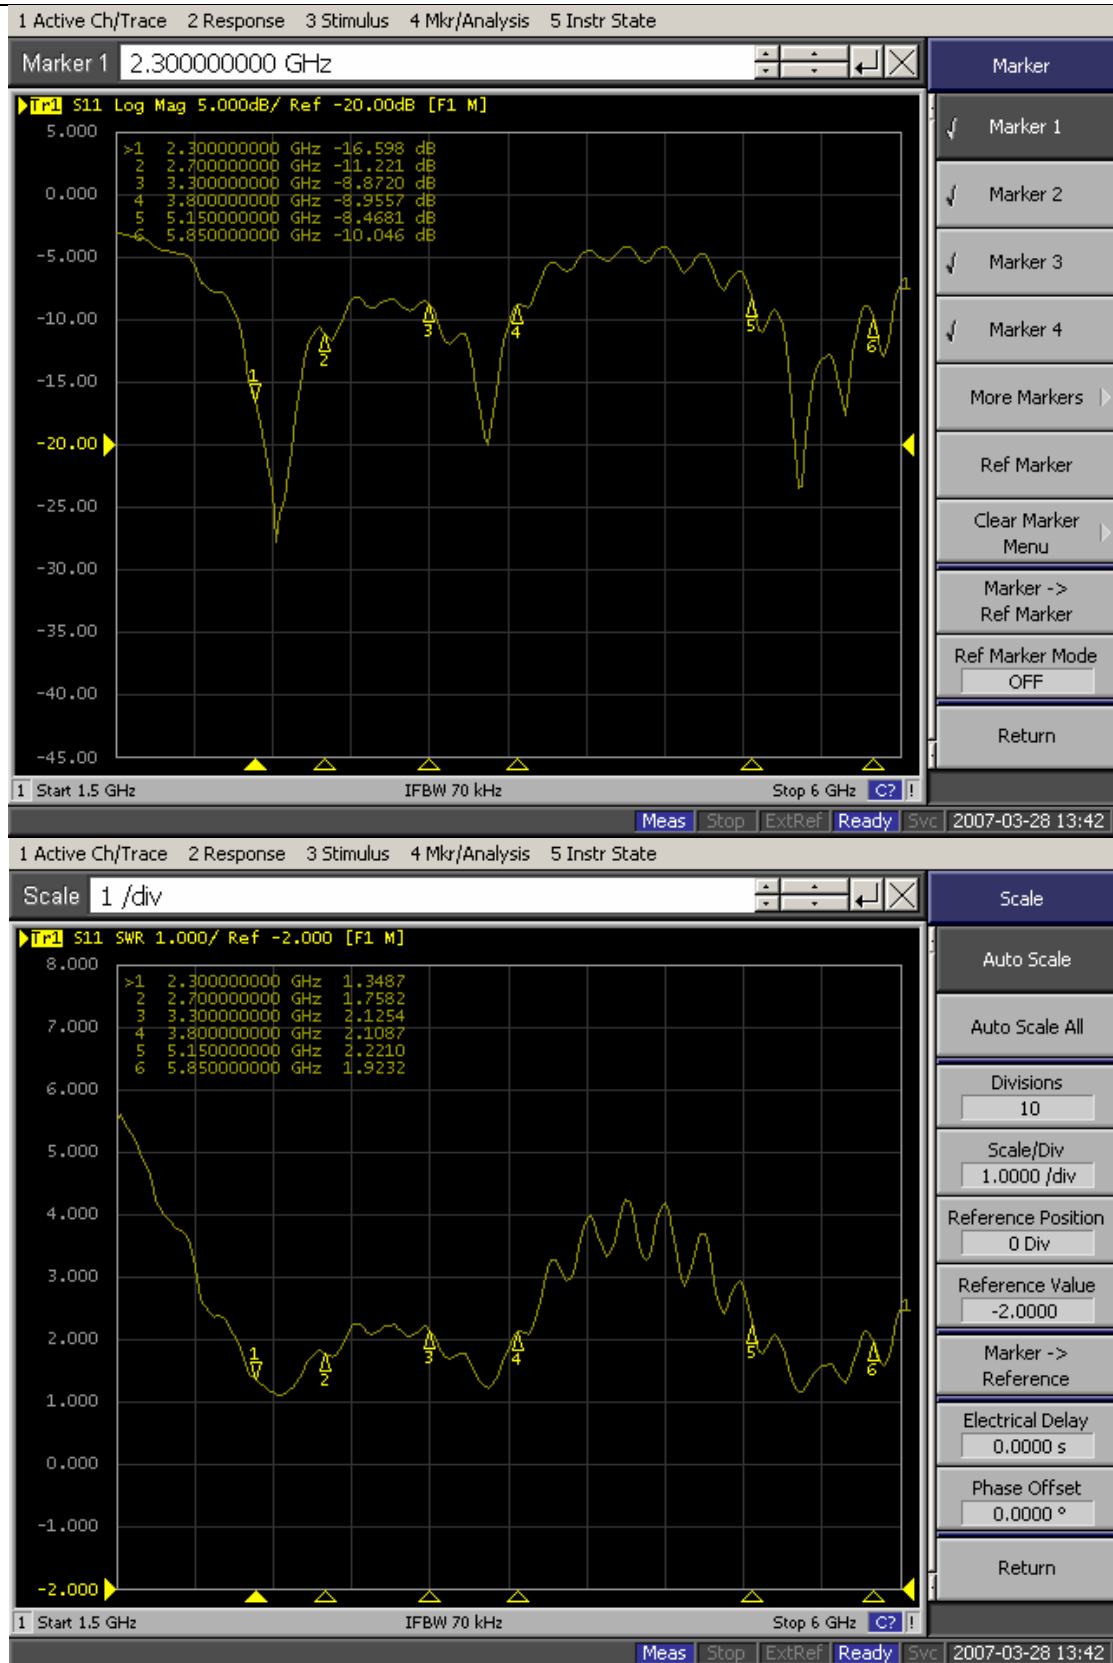 1 Active Ch/Trace 2 Response 3 Stimulus 4 Mkr/Analysis 5 Instr State
Marker 1 2.300000000 GHz
Marker
Tr1 S11 Log Mag 5.000dB/ Ref -20.00dB [F1 M]
5.000
0.000
-5.000
-10.00
-15.00
-20.00
-25.00
-30.00
-35.00
-40.00
-45.00
>1 2.300000000 GHz -16.598 dB
2 2.700000000 GHz -11.221 dB
3 3.300000000 GHz -8.8720 dB
4 3.800000000 GHz -8.9557 dB
5 5.150000000 GHz -8.4681 dB
6 5.850000000 GHz -10.046 dB
1
2
3
4
5
6
1
Marker 1
Marker 2
Marker 3
Marker 4
More Markers
Ref Marker
Clear Marker
Menu
Marker ->
Ref Marker
Ref Marker Mode
OFF
Return
1 Start 1.5 GHz IFBW 70 kHz Stop 6 GHz C? !
Meas Stop ExtRef Ready Svc 2007-03-28 13:42
1 Active Ch/Trace 2 Response 3 Stimulus 4 Mkr/Analysis 5 Instr State
Scale 1 /div
Scale
Tr1 S11 SWR 1.000/ Ref -2.000 [F1 M]
8.000
7.000
6.000
5.000
4.000
3.000
2.000
1.000
0.000
-1.000
-2.000
>1 2.300000000 GHz 1.3487
2 2.700000000 GHz 1.7582
3 3.300000000 GHz 2.1254
4 3.800000000 GHz 2.1087
5 5.150000000 GHz 2.2210
6 5.850000000 GHz 1.9232
1
2
3
4
5
6
1
Auto Scale
Auto Scale All
Divisions
10
Scale/Div
1.0000 /div
Reference Position
0 Div
Reference Value
-2.0000
Marker ->
Reference
Electrical Delay
0.0000 s
Phase Offset
0.0000 °
Return
1 Start 1.5 GHz IFBW 70 kHz Stop 6 GHz C? !
Meas Stop ExtRef Ready Svc 2007-03-28 13:42